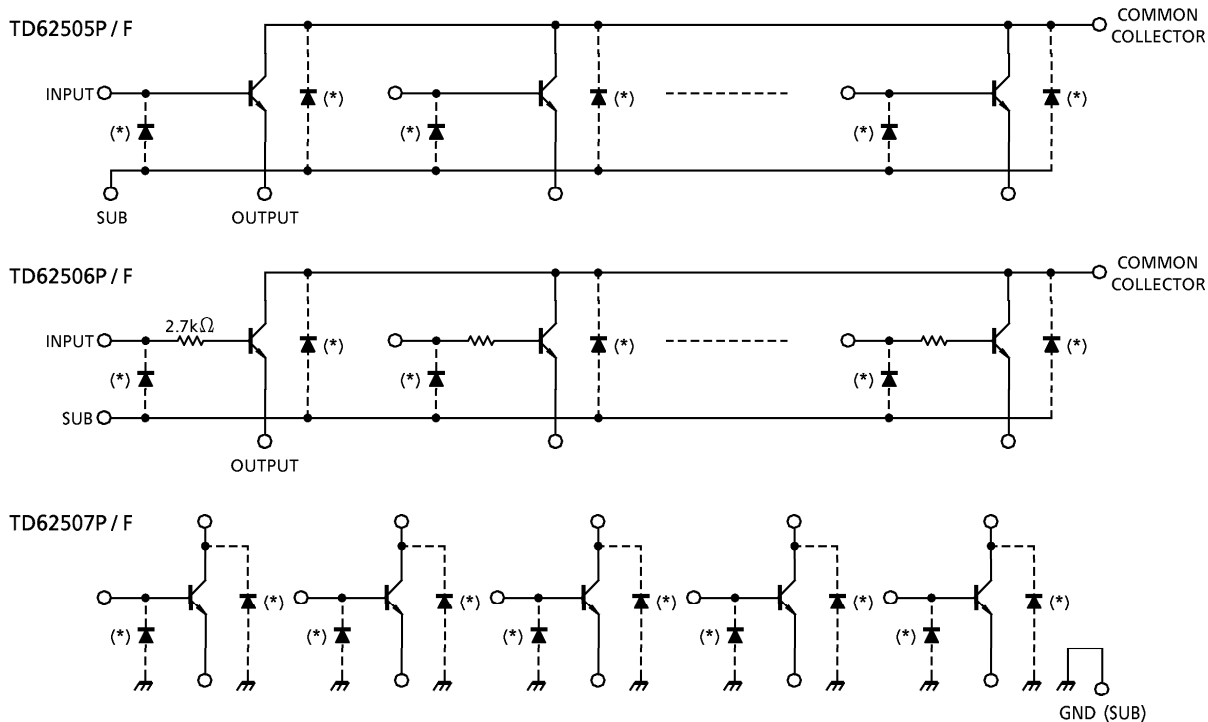 TD62505P / F
COMMON
COLLECTOR
INPUT
(*)
(*)
(*)
(*)
(*)
(*)
SUB
OUTPUT
TD62506P / F
COMMON
COLLECTOR
2.7kΩ
INPUT
(*)
(*)
(*)
(*)
(*)
(*)
SUB
OUTPUT
TD62507P / F
(*)
(*)
(*)
(*)
(*)
(*)
(*)
(*)
(*)
(*)
GND (SUB)